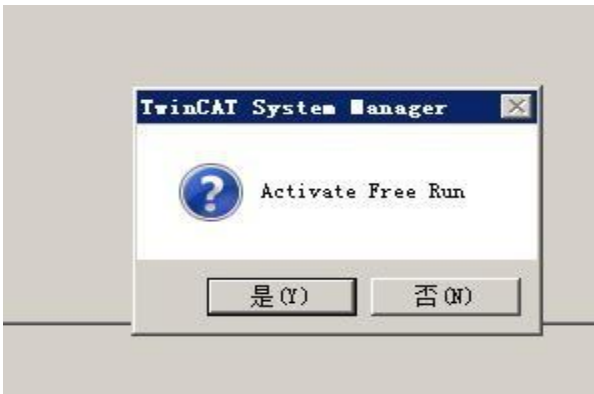 TwinCAT System Manager
Activate Free Run
是(Y) 否(N)